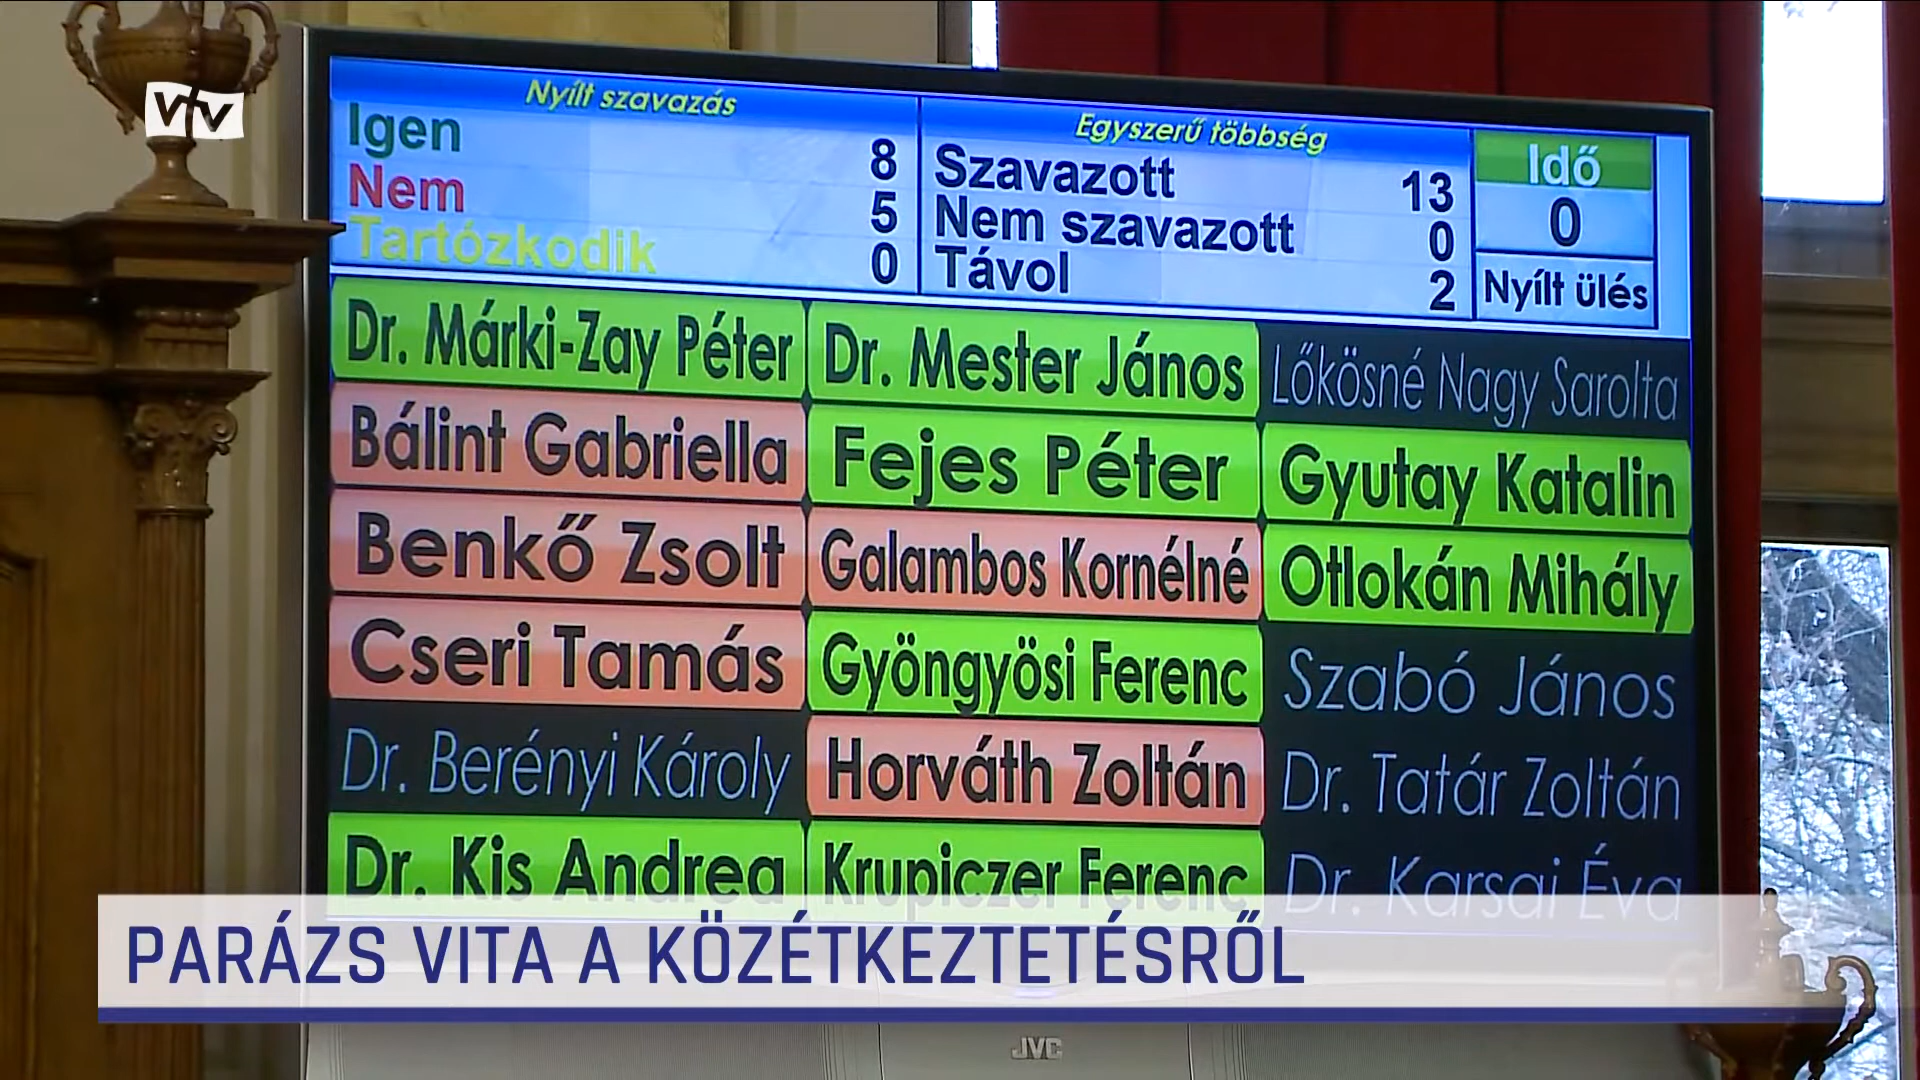 VTV
Nyílt szavazás
Igen 8
Nem 5
Tartózkodik 0
Egyszerű többség
Szavazott 13
Nem szavazott 0
Távol 2
Idő
0
Nyílt ülés
Dr. Márki-Zay Péter
Dr. Mester János
Lőkösné Nagy Sarolta
Bálint Gabriella
Fejes Péter
Gyutay Katalin
Benkő Zsolt
Galambos Kornélné
Otlokán Mihály
Cseri Tamás
Gyöngyösi Ferenc
Szabó János
Dr. Berényi Károly
Horváth Zoltán
Dr. Tatár Zoltán
Dr. Kis Andrea
Krupiczer Ferenc
Dr. Karsai Éva
PARÁZS VITA A KÖZÉTKEZTETÉSRŐL
JVC